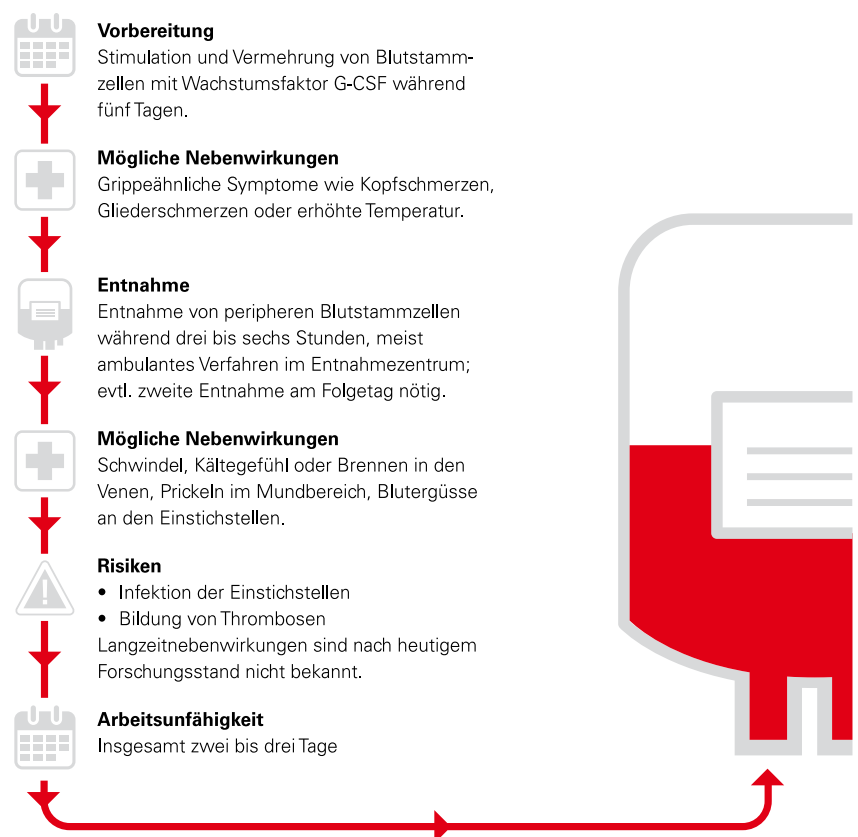 Vorbereitung
Stimulation und Vermehrung von Blutstamm-
zellen mit Wachstumsfaktor G-CSF während
fünf Tagen.
Mögliche Nebenwirkungen
Grippeähnliche Symptome wie Kopfschmerzen,
Gliederschmerzen oder erhöhte Temperatur.
Entnahme
Entnahme von peripheren Blutstammzellen
während drei bis sechs Stunden, meist
ambulantes Verfahren im Entnahmezentrum;
evtl. zweite Entnahme am Folgetag nötig.
Mögliche Nebenwirkungen
Schwindel, Kältegefühl oder Brennen in den
Venen, Prickeln im Mundbereich, Blutergüsse
an den Einstichstellen.
Risiken
• Infektion der Einstichstellen
• Bildung von Thrombosen
Langzeitnebenwirkungen sind nach heutigem
Forschungsstand nicht bekannt.
Arbeitsunfähigkeit
Insgesamt zwei bis drei Tage